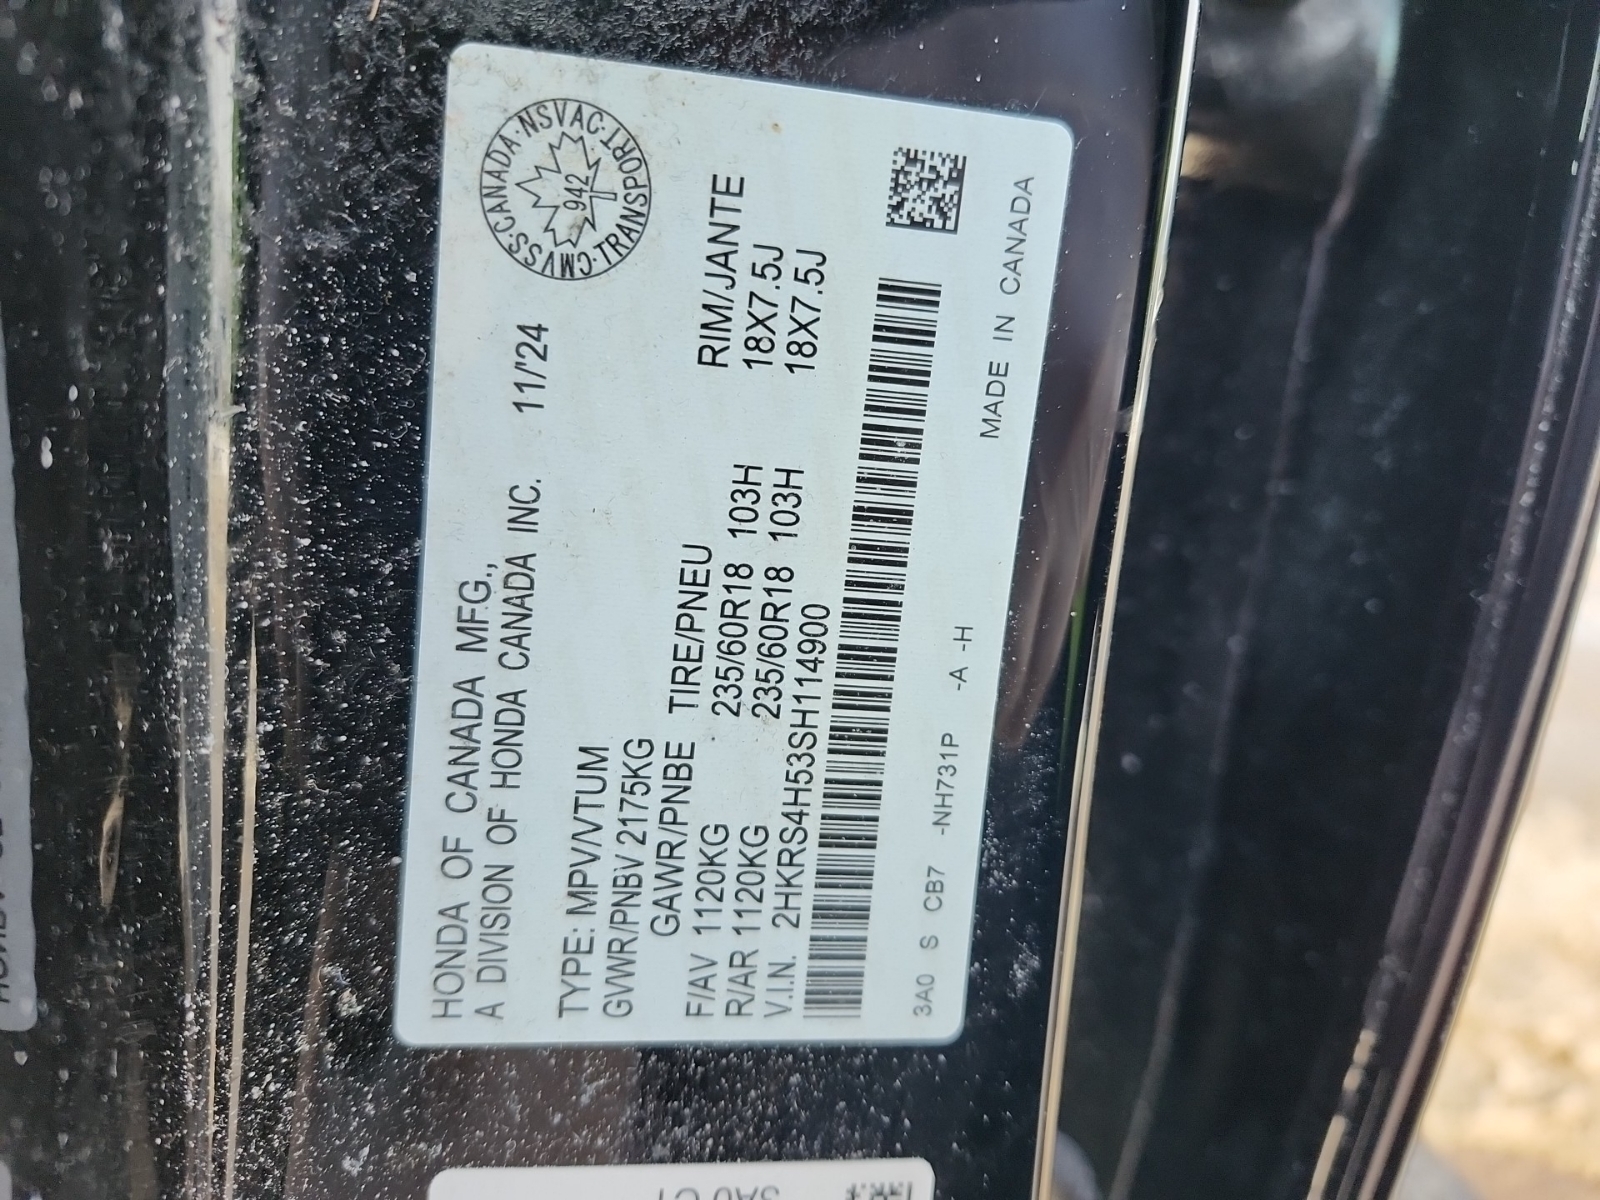 HONDA OF CANADA MFG.,
A DIVISION OF HONDA CANADA INC. 11/'24
CMVSS·CANADA·NSVAC·TRANSPORT·
942
TYPE: MPV/VTUM
GVWR/PNBV 2175KG
GAWR/PNBE TIRE/PNEU RIM/JANTE
F/AV 1120KG 235/60R18 103H 18X7.5J
R/AR 1120KG 235/60R18 103H 18X7.5J
V.I.N. 2HKRS4H53SH114900
3A0 S CB7 -NH731P -A -H
MADE IN CANADA